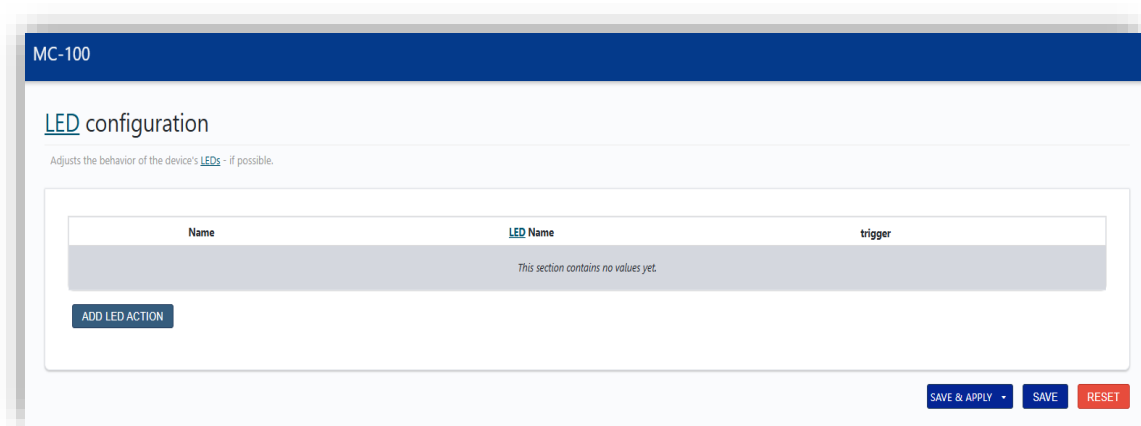 MC-100
LED configuration
Adjusts the behavior of the device's LEDs - if possible.
Name LED Name trigger
This section contains no values yet.
ADD LED ACTION
SAVE & APPLY SAVE RESET